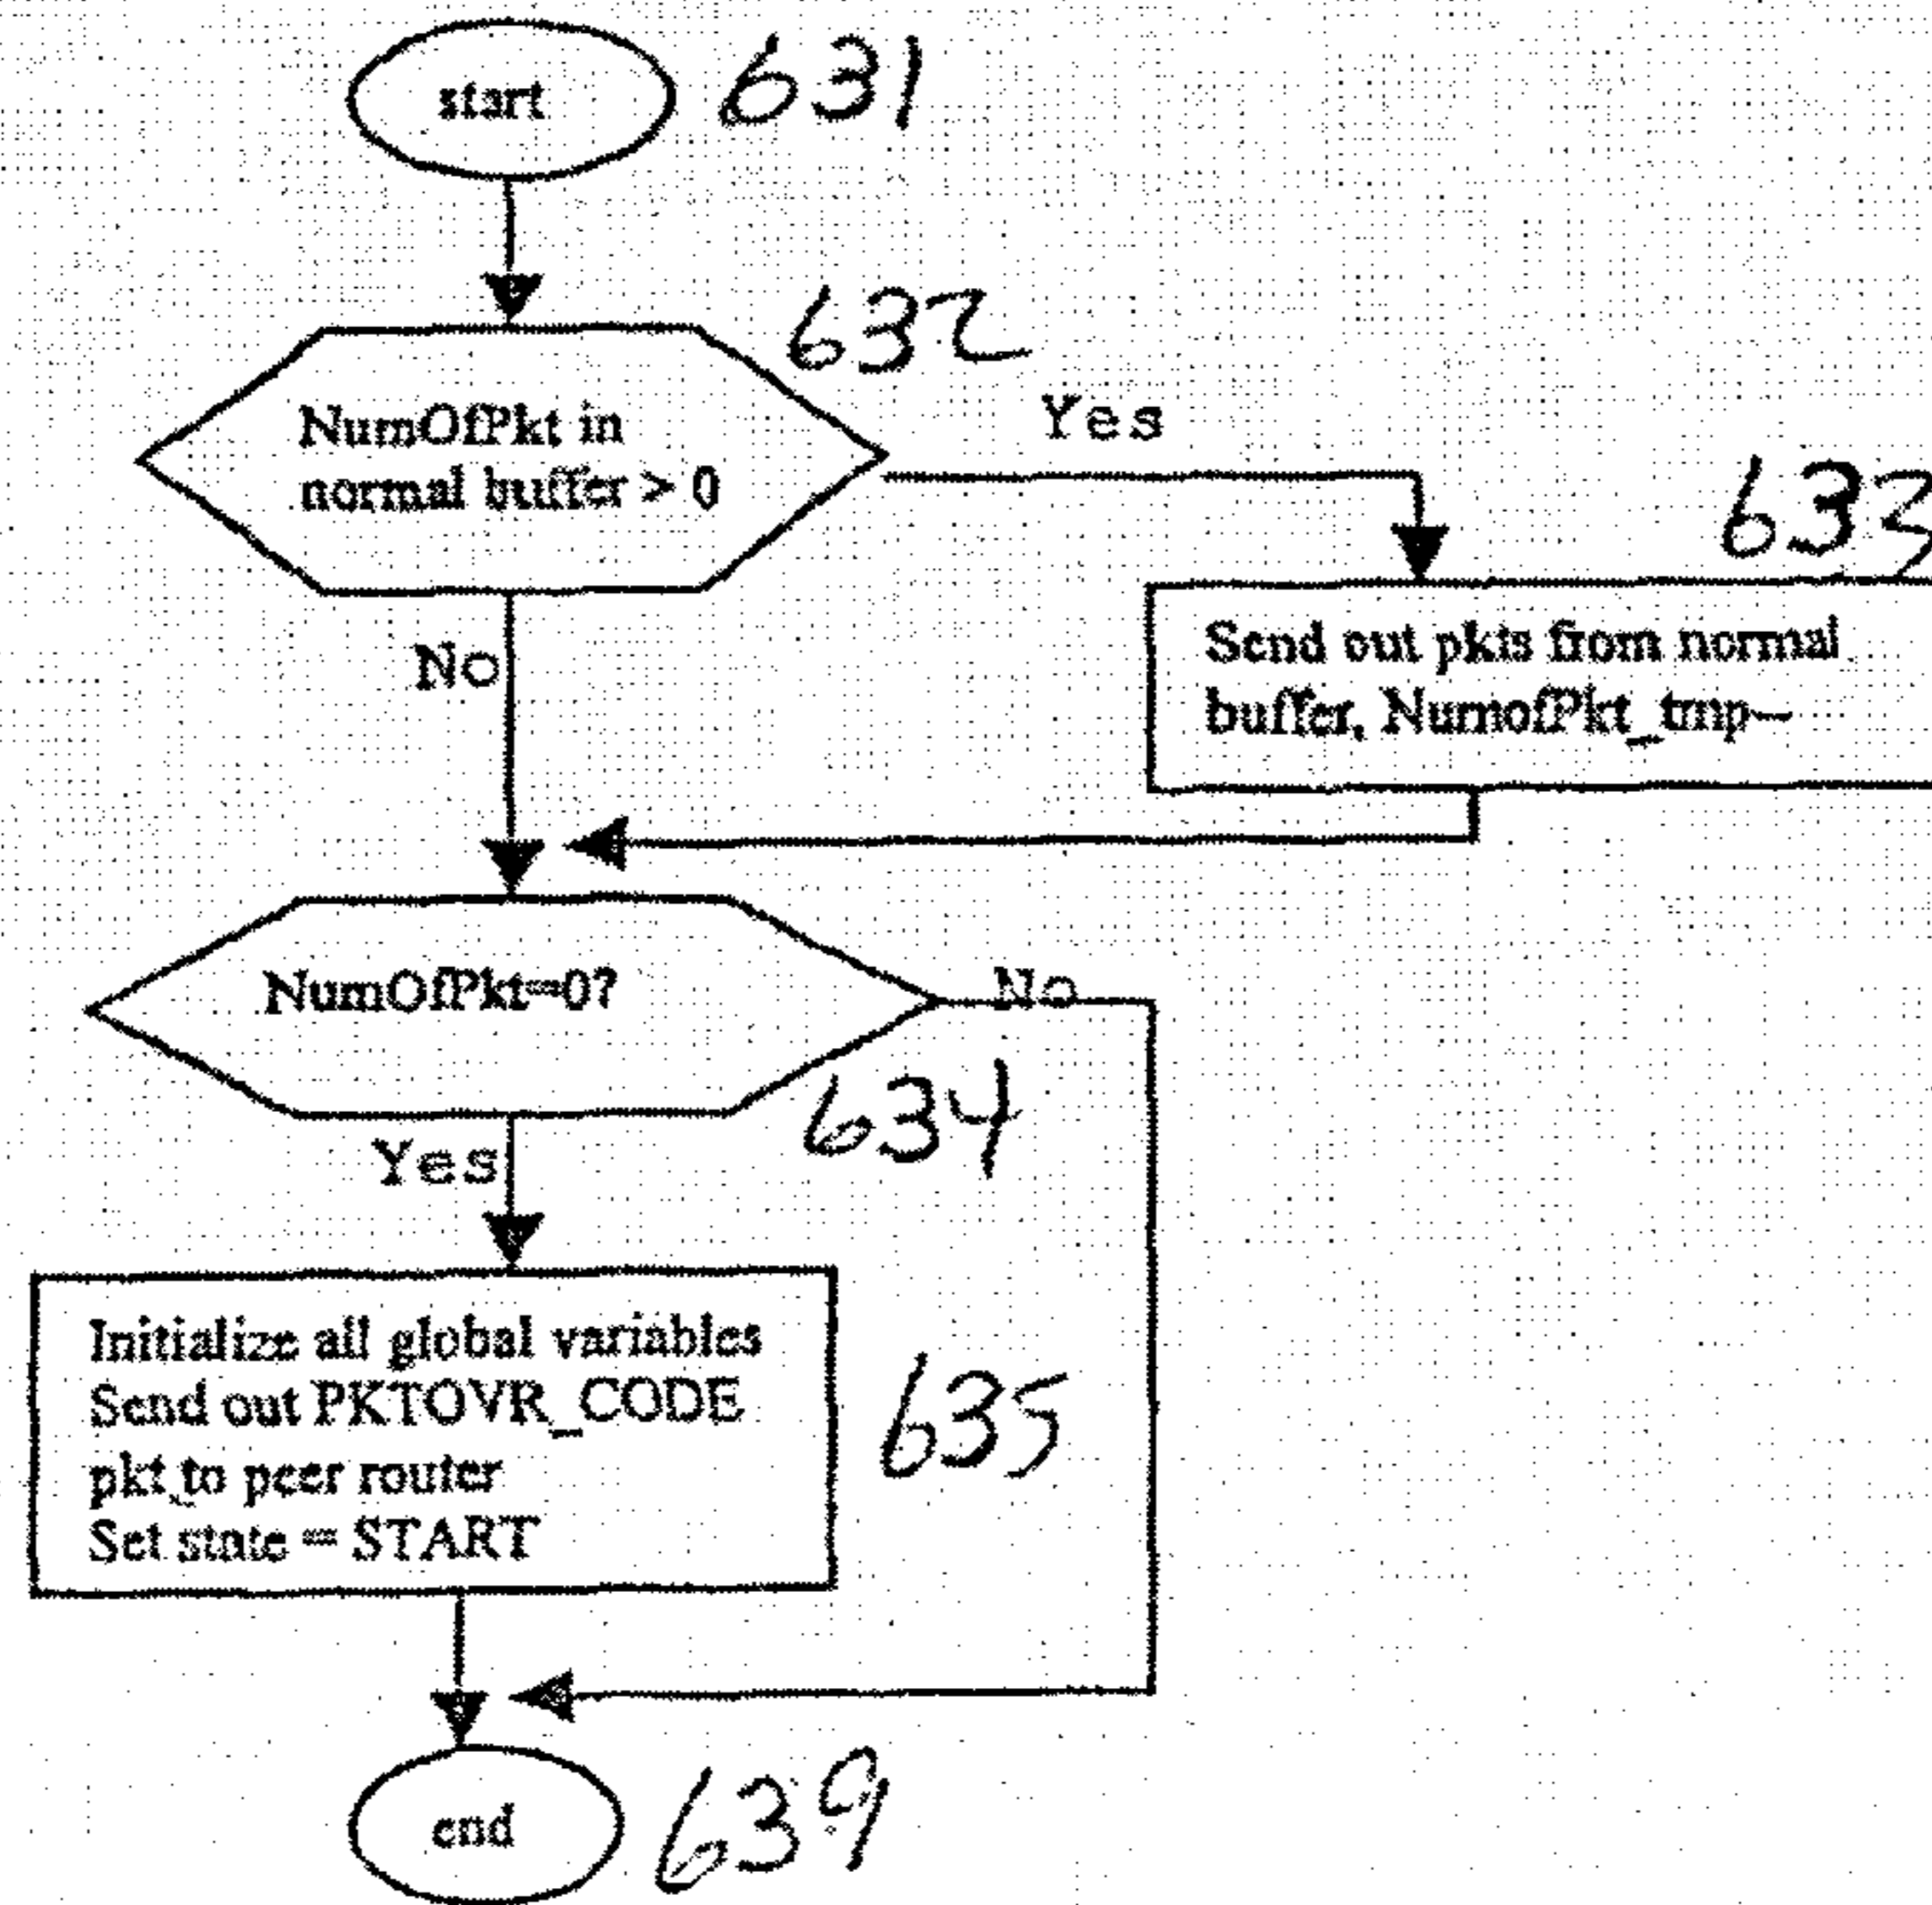 start
631
632
NumOfPkt in
normal buffer > 0
Yes
633
No
Send out pkts from normal
buffer, NumofPkt_tmp--
NumOfPkt=0?
No
634
Yes
Initialize all global variables
Send out PKTOVR_CODE
pkt to peer router
Set state = START
635
end
639